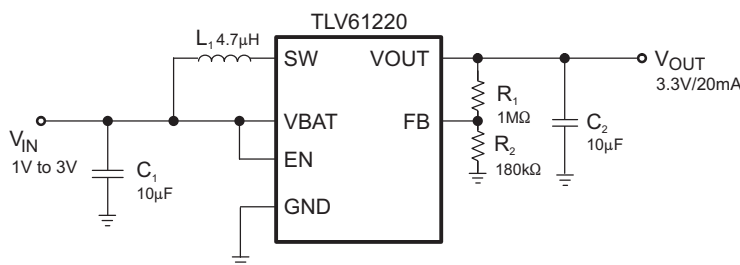 TLV61220
L1 4.7µH
SW
VOUT
VOUT
3.3V/20mA
R1
1MΩ
VBAT
FB
C2
10µF
VIN
1V to 3V
R2
180kΩ
EN
C1
10µF
GND